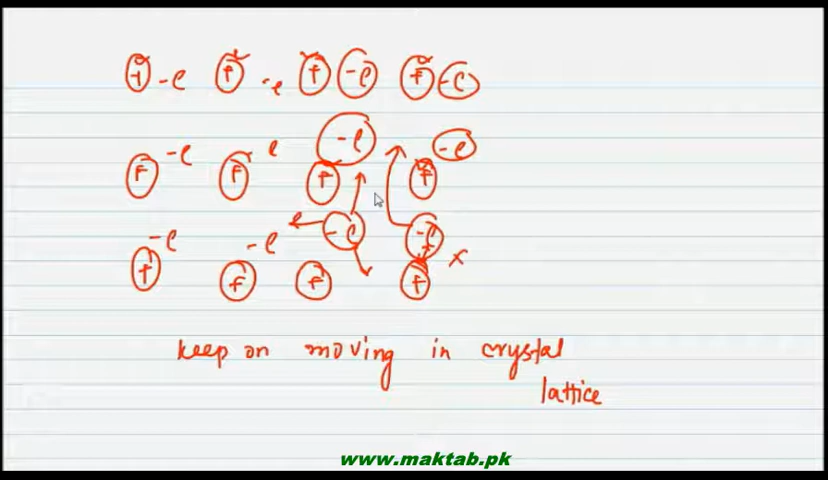 + -e + -e + -e + -e
+ -e + e + -e + -e
+ -e + -e + -e + -e x
keep on moving in crystal
lattice
www.maktab.pk